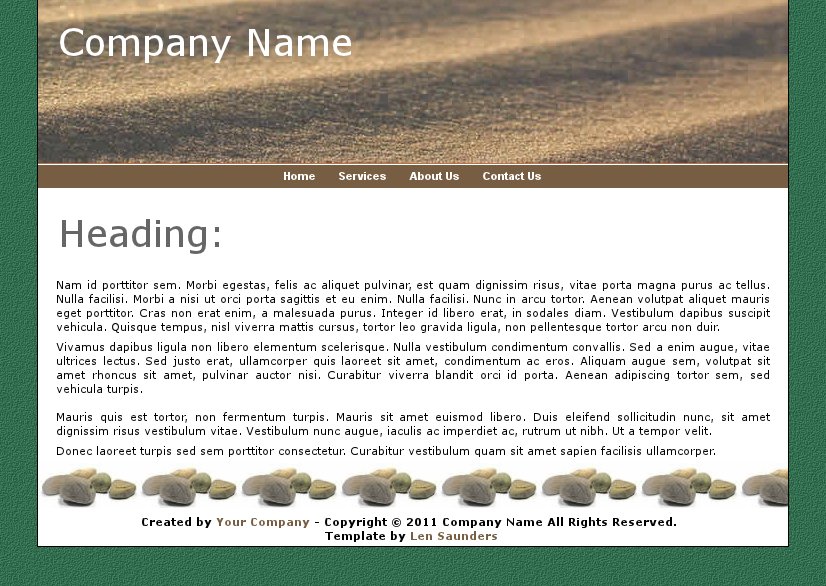 Company Name
Home Services About Us Contact Us
Heading:
Nam id porttitor sem. Morbi egestas, felis ac aliquet pulvinar, est quam dignissim risus, vitae porta magna purus ac tellus.
Nulla facilisi. Morbi a nisi ut orci porta sagittis et eu enim. Nulla facilisi. Nunc in arcu tortor. Aenean volutpat aliquet mauris
eget porttitor. Cras non erat enim, a malesuada purus. Integer id libero erat, in sodales diam. Vestibulum dapibus suscipit
vehicula. Quisque tempus, nisl viverra mattis cursus, tortor leo gravida ligula, non pellentesque tortor arcu non duir.
Vivamus dapibus ligula non libero elementum scelerisque. Nulla vestibulum condimentum convallis. Sed a enim augue, vitae
ultrices lectus. Sed justo erat, ullamcorper quis laoreet sit amet, condimentum ac eros. Aliquam augue sem, volutpat sit
amet rhoncus sit amet, pulvinar auctor nisi. Curabitur viverra blandit orci id porta. Aenean adipiscing tortor sem, sed
vehicula turpis.
Mauris quis est tortor, non fermentum turpis. Mauris sit amet euismod libero. Duis eleifend sollicitudin nunc, sit amet
dignissim risus vestibulum vitae. Vestibulum nunc augue, iaculis ac imperdiet ac, rutrum ut nibh. Ut a tempor velit.
Donec laoreet turpis sed sem porttitor consectetur. Curabitur vestibulum quam sit amet sapien facilisis ullamcorper.
Created by Your Company - Copyright © 2011 Company Name All Rights Reserved.
Template by Len Saunders